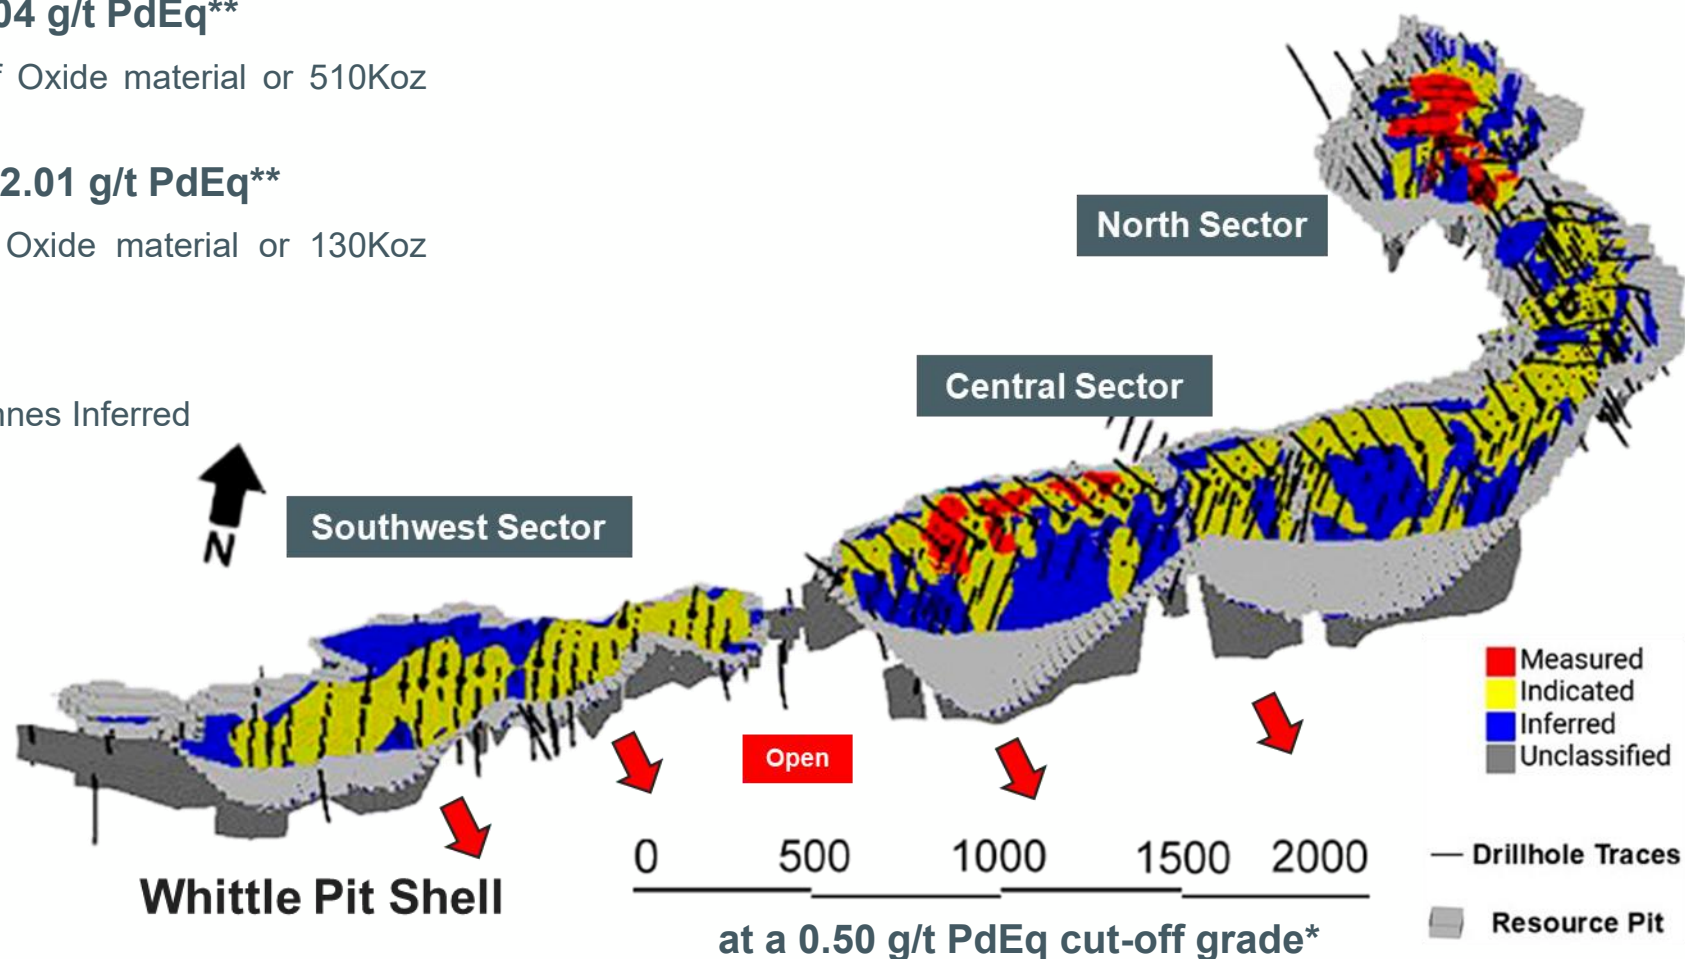 04 g/t PdEq**
Oxide material or 510Koz
2.01 g/t PdEq**
Oxide material or 130Koz
nnes Inferred
North Sector
Central Sector
Southwest Sector
N
Open
Measured
Indicated
Inferred
Unclassified
0 500 1000 1500 2000
Drillhole Traces
Whittle Pit Shell
Resource Pit
at a 0.50 g/t PdEq cut-off grade*